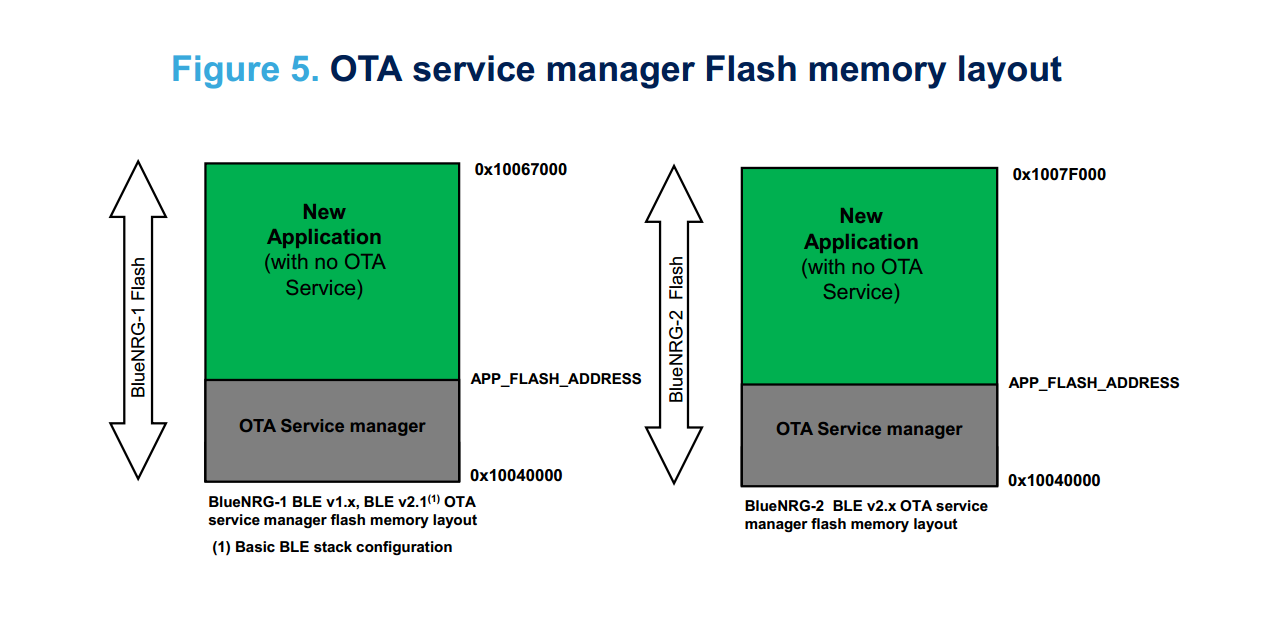 Figure 5. OTA service manager Flash memory layout
BlueNRG-1 Flash
0x10067000
New
Application
(with no OTA
Service)
APP_FLASH_ADDRESS
OTA Service manager
0x10040000
BlueNRG-1 BLE v1.x, BLE v2.1(1) OTA
service manager flash memory layout
(1) Basic BLE stack configuration
BlueNRG-2 Flash
0x1007F000
New
Application
(with no OTA
Service)
APP_FLASH_ADDRESS
OTA Service manager
0x10040000
BlueNRG-2 BLE v2.x OTA service
manager flash memory layout